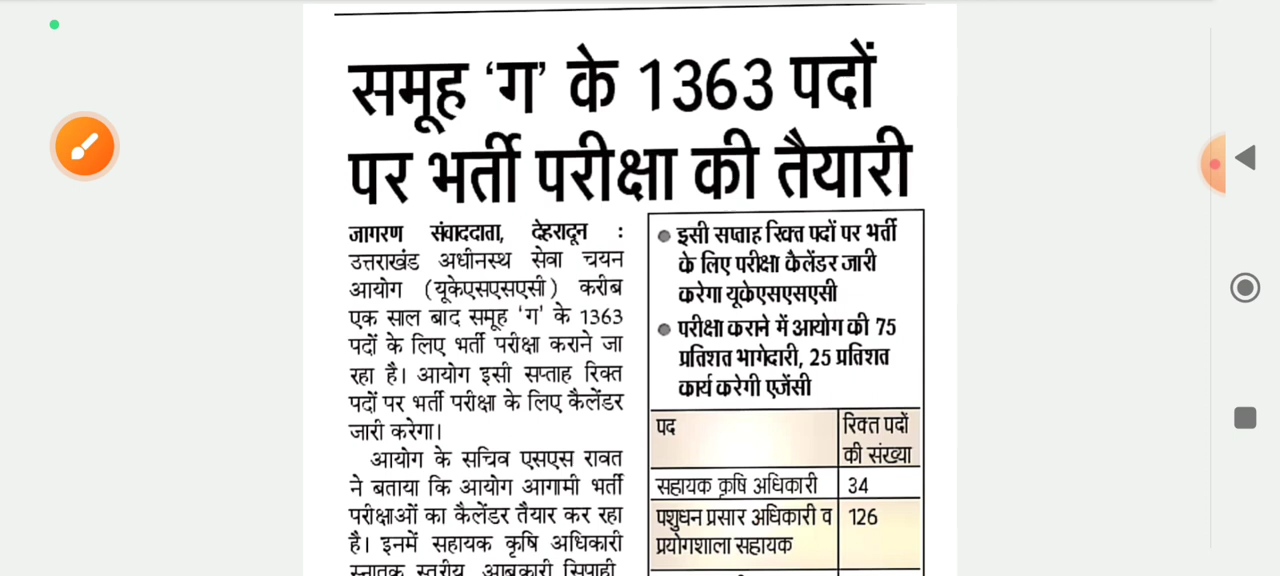 समूह ‘ग’ के 1363 पदों
पर भर्ती परीक्षा की तैयारी
जागरण संवाददाता, देहरादून :
उत्तराखंड अधीनस्थ सेवा चयन
आयोग (यूकेएसएसएससी) करीब
एक साल बाद समूह ‘ग’ के 1363
पदों के लिए भर्ती परीक्षा कराने जा
रहा है। आयोग इसी सप्ताह रिक्त
पदों पर भर्ती परीक्षा के लिए कैलेंडर
जारी करेगा।
आयोग के सचिव एसएस रावत
ने बताया कि आयोग आगामी भर्ती
परीक्षाओं का कैलेंडर तैयार कर रहा
है। इनमें सहायक कृषि अधिकारी
स्नातक स्तरीय, आबकारी सिपाही,
● इसी सप्ताह रिक्त पदों पर भर्ती
के लिए परीक्षा कैलेंडर जारी
करेगा यूकेएसएसएससी
● परीक्षा कराने में आयोग की 75
प्रतिशत भागेदारी, 25 प्रतिशत
कार्य करेगी एजेंसी
पद रिक्त पदों
की संख्या
सहायक कृषि अधिकारी 34
पशुधन प्रसार अधिकारी व 126
प्रयोगशाला सहायक